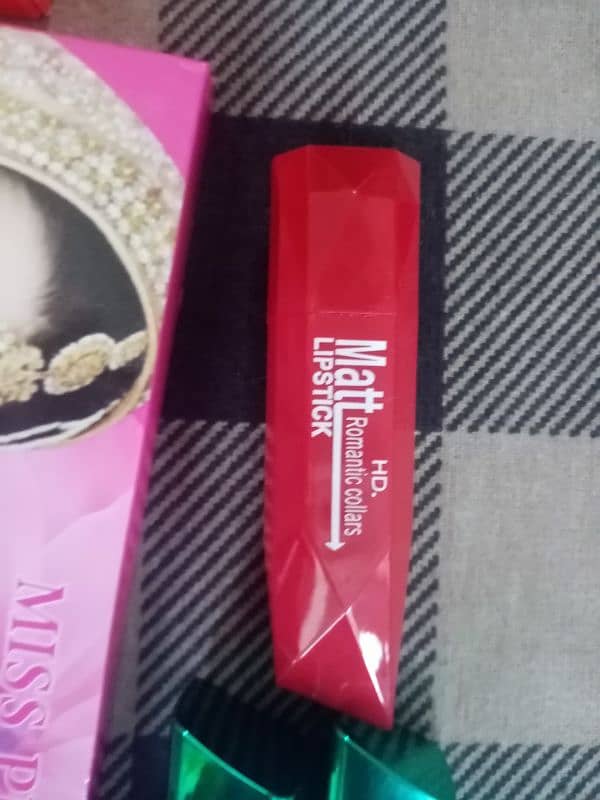 HD.
Matt Romantic collars
LIPSTICK
MISS